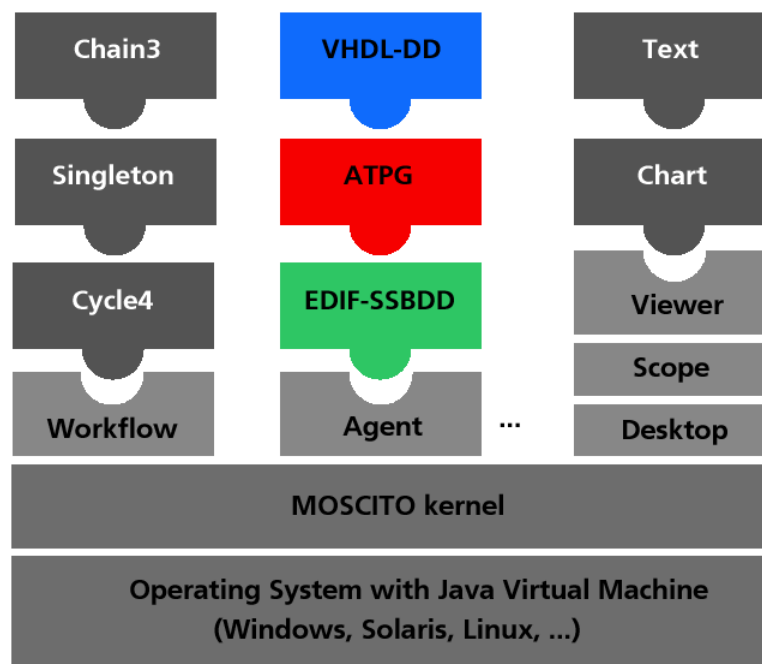 Chain3
VHDL-DD
Text
Singleton
ATPG
Chart
Cycle4
EDIF-SSBDD
Viewer
Scope
Workflow
Agent
...
Desktop
MOSCITO kernel
Operating System with Java Virtual Machine
(Windows, Solaris, Linux, ...)